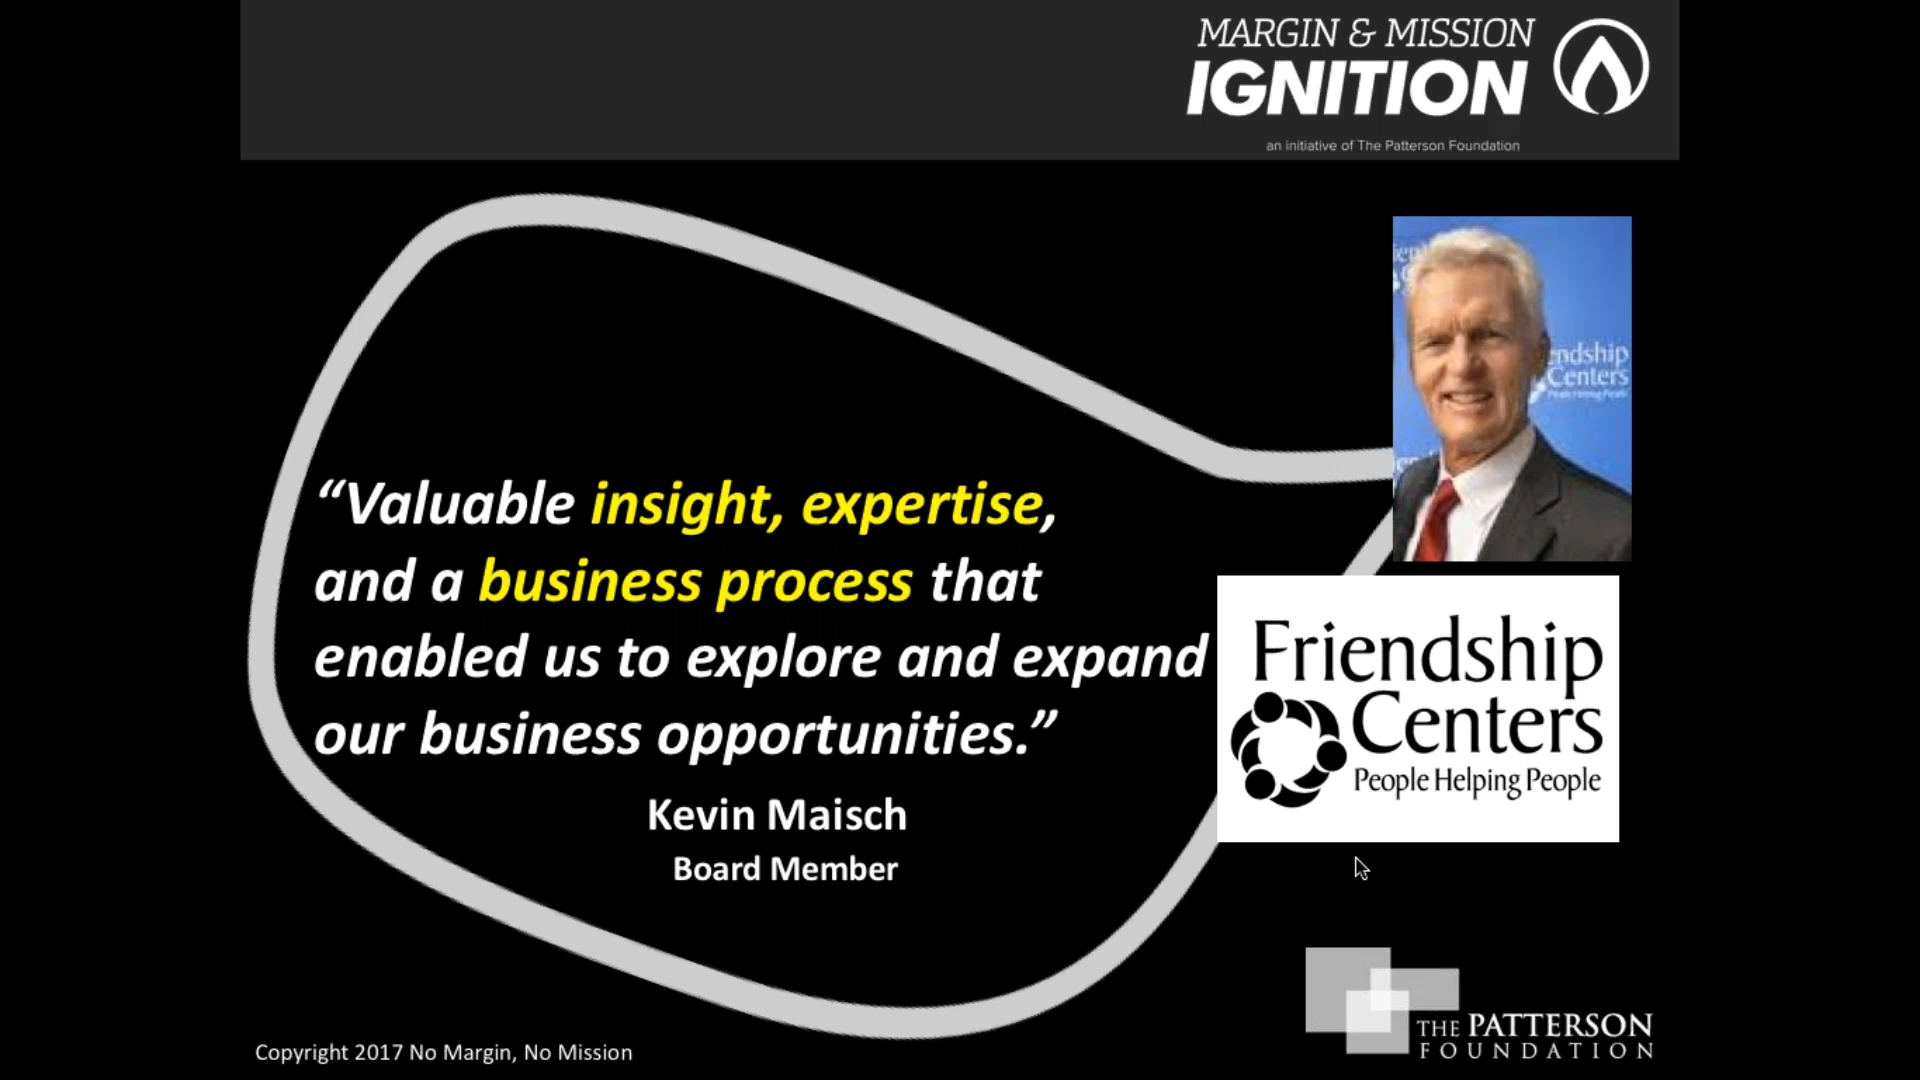 MARGIN & MISSION
IGNITION
an initiative of The Patterson Foundation
endship
Centers
“Valuable insight, expertise,
and a business process that
enabled us to explore and expand
our business opportunities.”
Kevin Maisch
Board Member
Friendship
Centers
People Helping People
THE PATTERSON
FOUNDATION
Copyright 2017 No Margin, No Mission